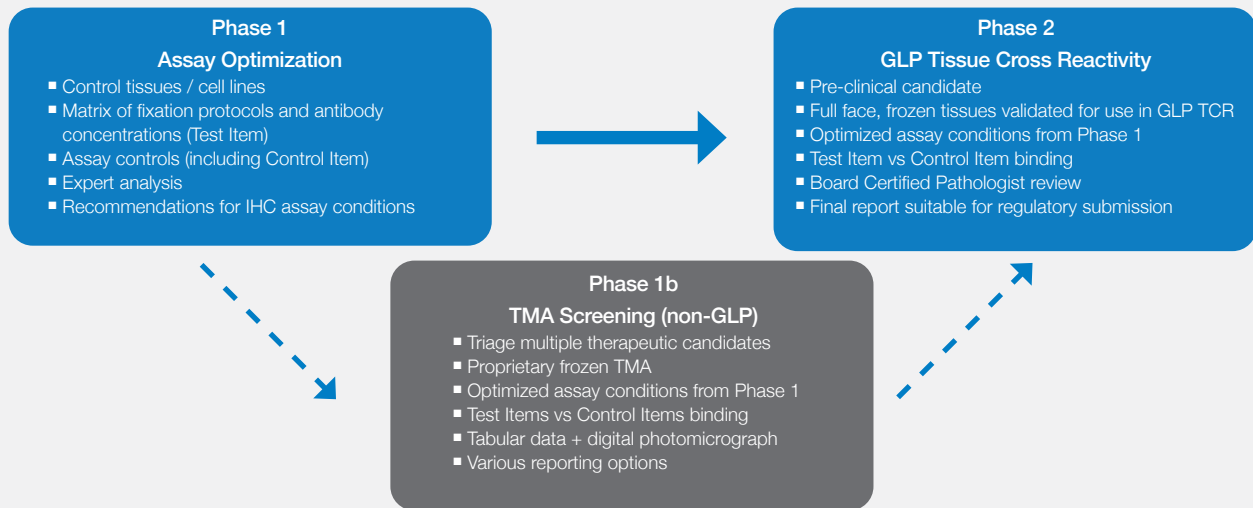 Phase 1
Assay Optimization
▪ Control tissues / cell lines
▪ Matrix of fixation protocols and antibody
concentrations (Test Item)
▪ Assay controls (including Control Item)
▪ Expert analysis
▪ Recommendations for IHC assay conditions
Phase 2
GLP Tissue Cross Reactivity
▪ Pre-clinical candidate
▪ Full face, frozen tissues validated for use in GLP TCR
▪ Optimized assay conditions from Phase 1
▪ Test Item vs Control Item binding
▪ Board Certified Pathologist review
▪ Final report suitable for regulatory submission
Phase 1b
TMA Screening (non-GLP)
▪ Triage multiple therapeutic candidates
▪ Proprietary frozen TMA
▪ Optimized assay conditions from Phase 1
▪ Test Items vs Control Items binding
▪ Tabular data + digital photomicrograph
▪ Various reporting options